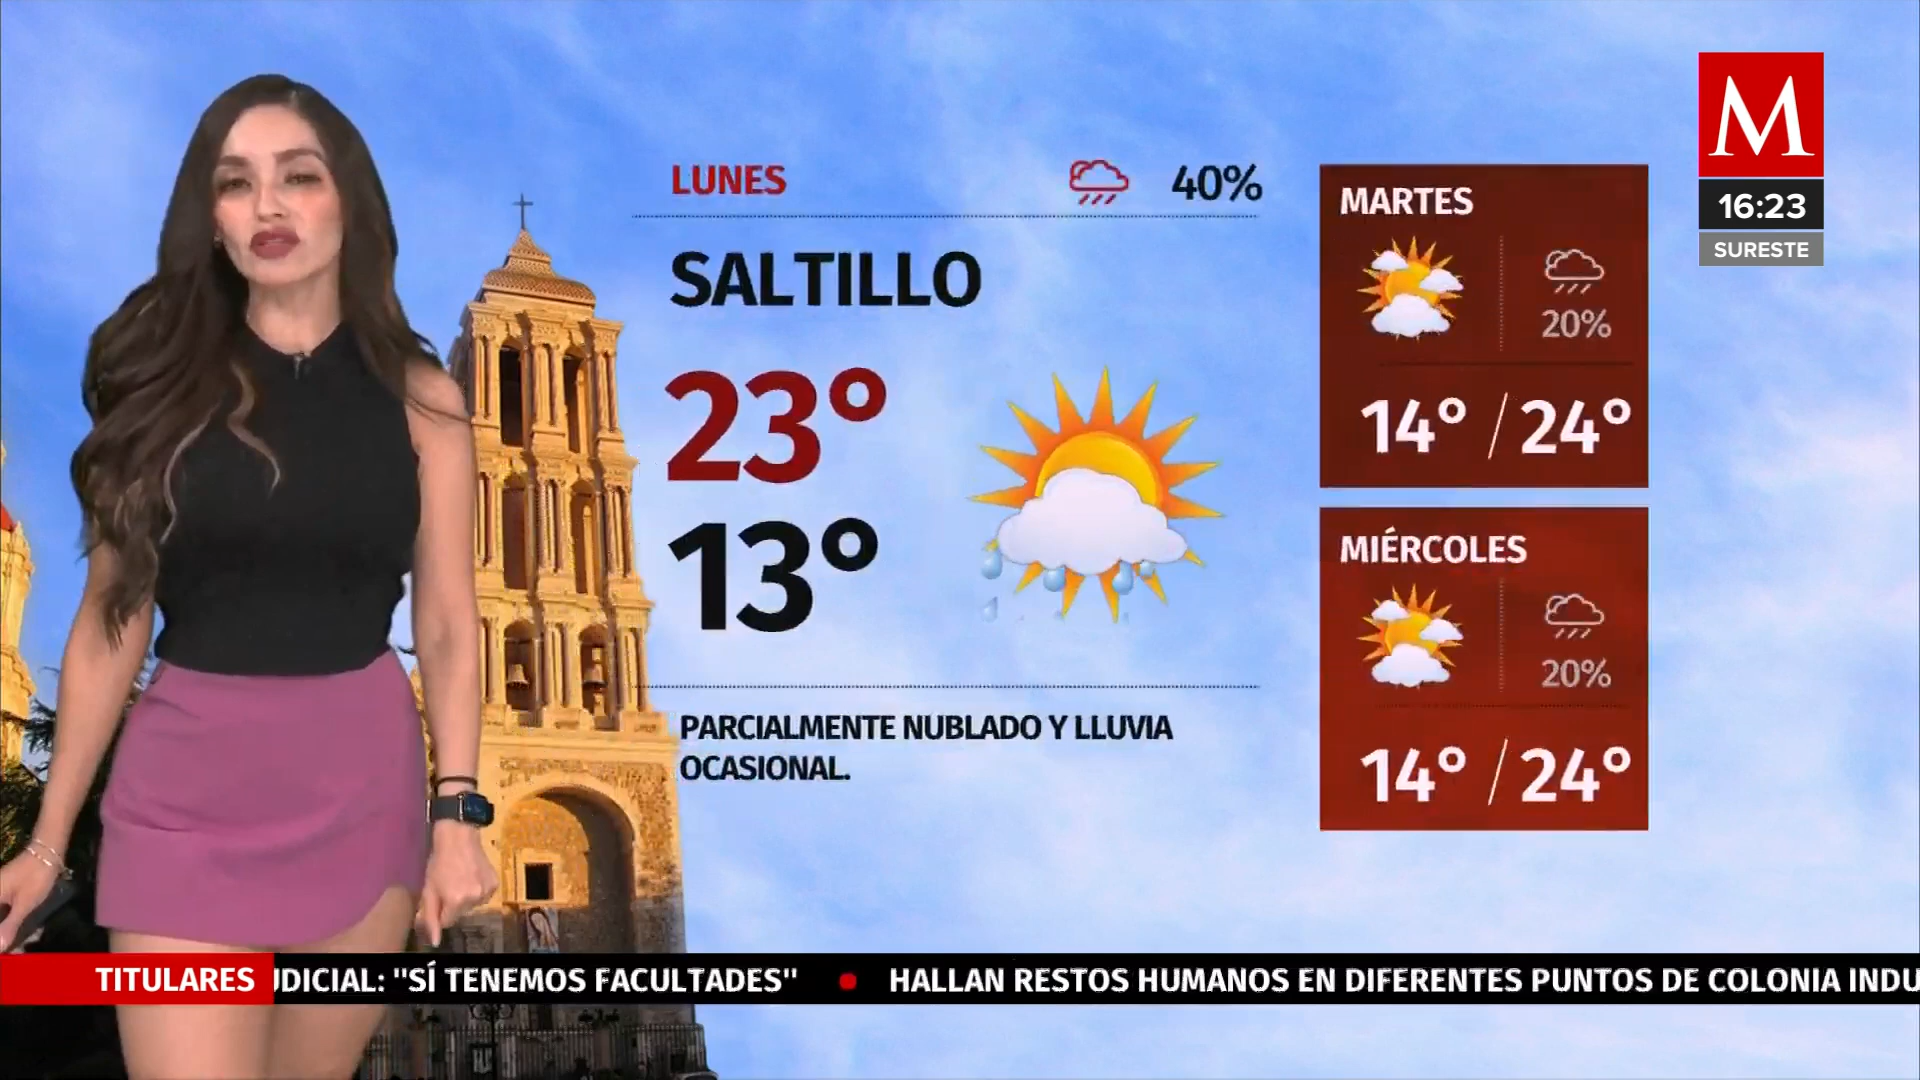 LUNES
40%
SALTILLO
23°
13°
PARCIALMENTE NUBLADO Y LLUVIA
OCASIONAL.
MARTES
20%
14° / 24°
MIÉRCOLES
20%
14° / 24°
M
16:23
SURESTE
TITULARES
UDICIAL: "SÍ TENEMOS FACULTADES" • HALLAN RESTOS HUMANOS EN DIFERENTES PUNTOS DE COLONIA INDU